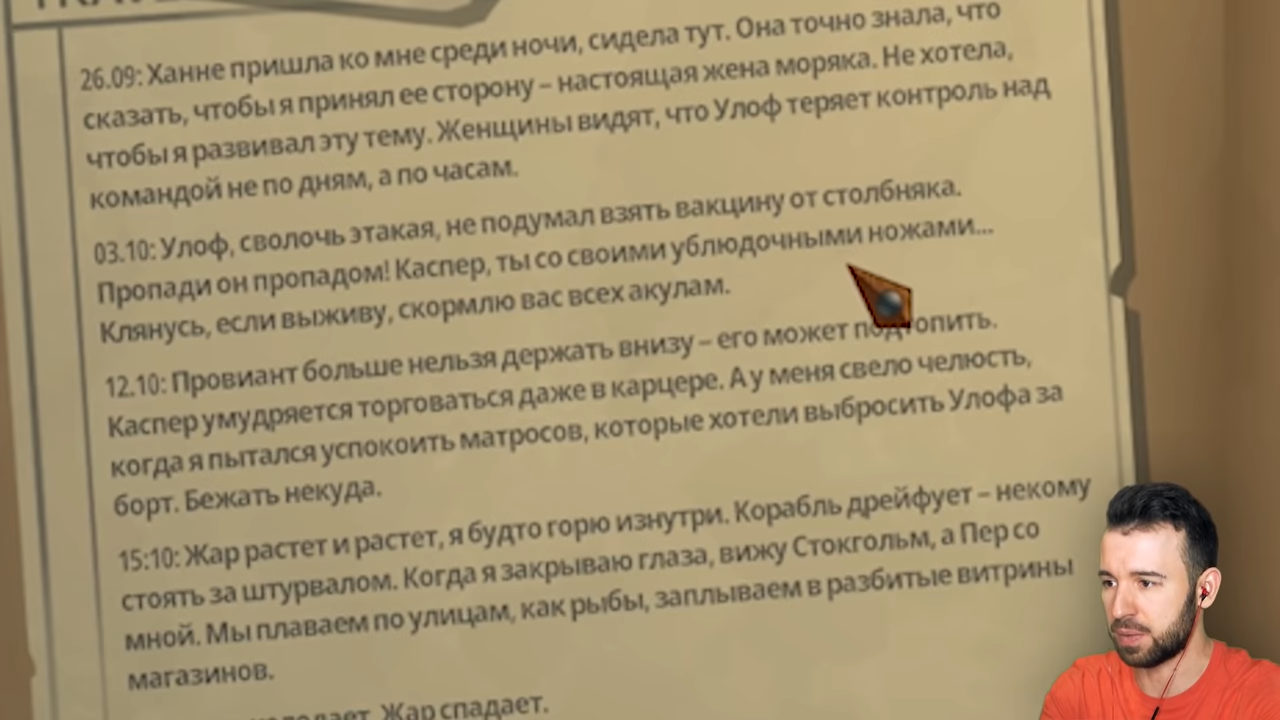 26.09: Ханне пришла ко мне среди ночи, сидела тут. Она точно знала, что
сказать, чтобы я принял ее сторону – настоящая жена моряка. Не хотела,
чтобы я развивал эту тему. Женщины видят, что Улоф теряет контроль над
командой не по дням, а по часам.
03.10: Улоф, сволочь этакая, не подумал взять вакцину от столбняка.
Пропади он пропадом! Каспер, ты со своими ублюдочными ножами...
Клянусь, если выживу, скормлю вас всех акулам.
12.10: Провиант больше нельзя держать внизу – его может подтопить.
Каспер умудряется торговаться даже в карцере. А у меня свело челюсть,
когда я пытался успокоить матросов, которые хотели выбросить Улофа за
борт. Бежать некуда.
15:10: Жар растет и растет, я будто горю изнутри. Корабль дрейфует – некому
стоять за штурвалом. Когда я закрываю глаза, вижу Стокгольм, а Пер со
мной. Мы плаваем по улицам, как рыбы, заплываем в разбитые витрины
магазинов.
Жар спадает.